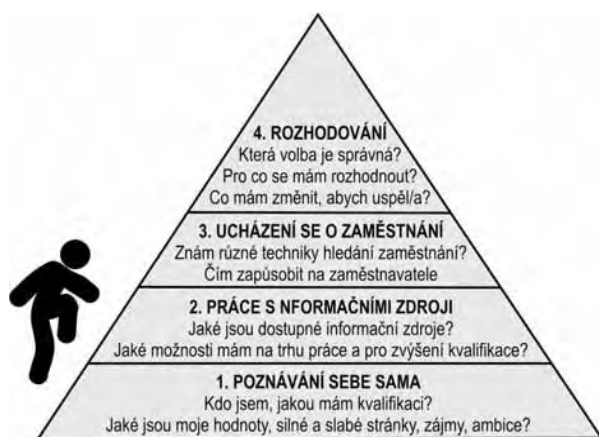 4. ROZHODOVÁNÍ
Která volba je správná?
Pro co se mám rozhodnout?
Co mám změnit, abych uspěl/a?
3. UCHÁZENÍ SE O ZAMĚSTNÁNÍ
Znám různé techniky hledání zaměstnání?
Čím zapůsobit na zaměstnavatele
2. PRÁCE S NFORMAČNÍMI ZDROJI
Jaké jsou dostupné informační zdroje?
Jaké možnosti mám na trhu práce a pro zvýšení kvalifikace?
1. POZNÁVÁNÍ SEBE SAMA
Kdo jsem, jakou mám kvalifikaci?
Jaké jsou moje hodnoty, silné a slabé stránky, zájmy, ambice?